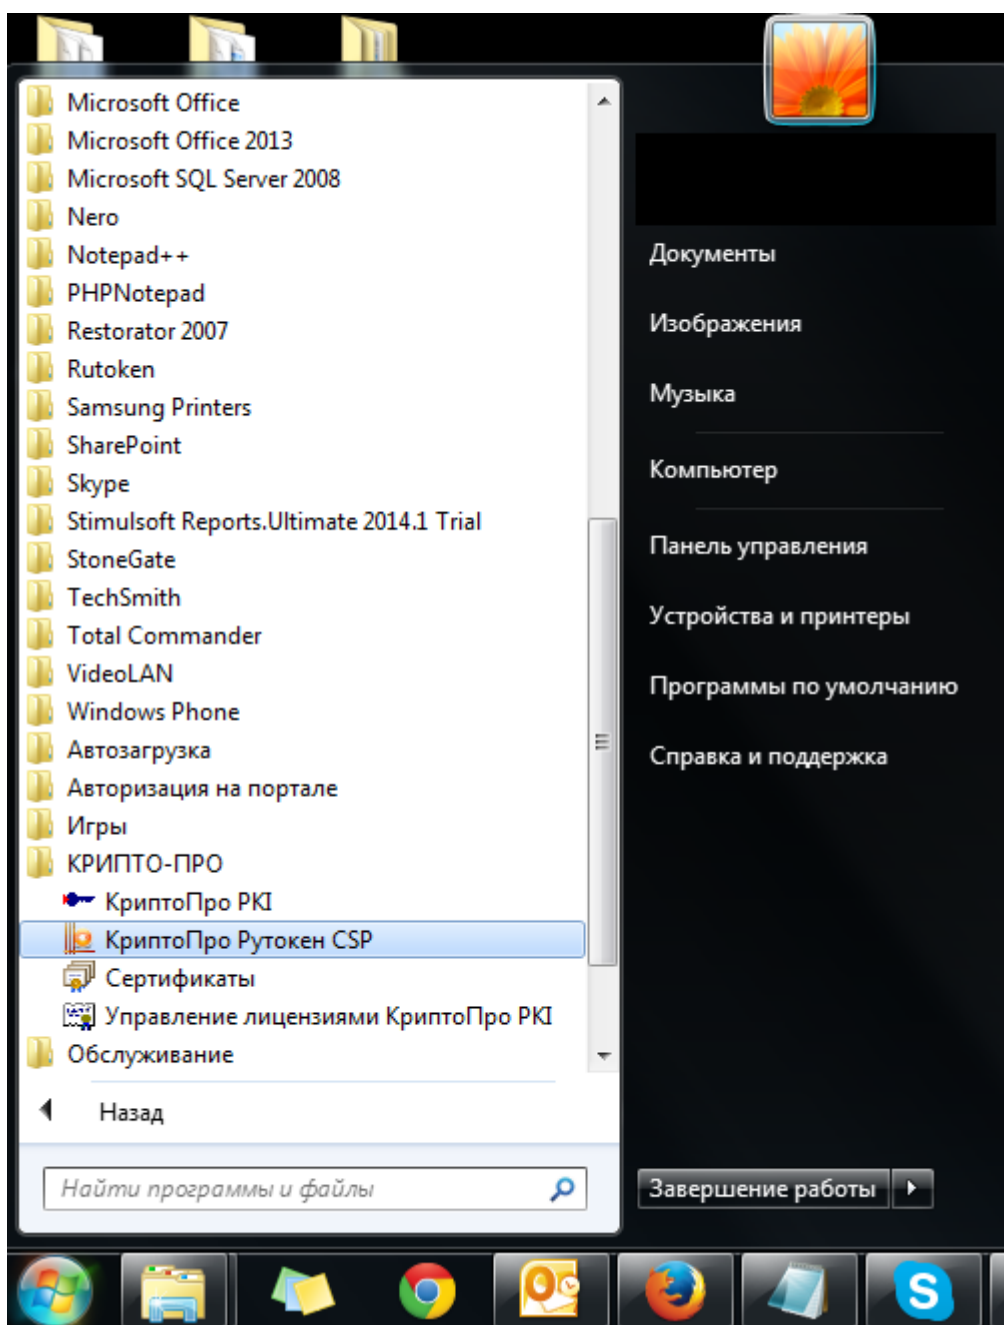 Microsoft Office
Microsoft Office 2013
Microsoft SQL Server 2008
Nero
Notepad++
PHPNotepad
Restorator 2007
Rutoken
Samsung Printers
SharePoint
Skype
Stimulsoft Reports.Ultimate 2014.1 Trial
StoneGate
TechSmith
Total Commander
VideoLAN
Windows Phone
Автозагрузка
Авторизация на портале
Игры
КРИПТО-ПРО
КриптоПро PKI
КриптоПро Рутокен CSP
Сертификаты
Управление лицензиями КриптоПро PKI
Обслуживание
Назад
Найти программы и файлы
Документы
Изображения
Музыка
Компьютер
Панель управления
Устройства и принтеры
Программы по умолчанию
Справка и поддержка
Завершение работы